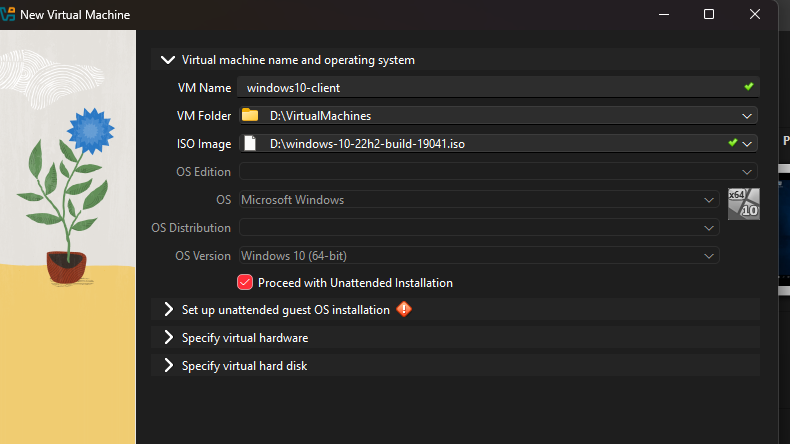 New Virtual Machine
Virtual machine name and operating system
VM Name windows10-client
VM Folder D:\VirtualMachines
ISO Image D:\windows-10-22h2-build-19041.iso
OS Edition
OS Microsoft Windows
x64
10
OS Distribution
OS Version Windows 10 (64-bit)
Proceed with Unattended Installation
Set up unattended guest OS installation
Specify virtual hardware
Specify virtual hard disk
P